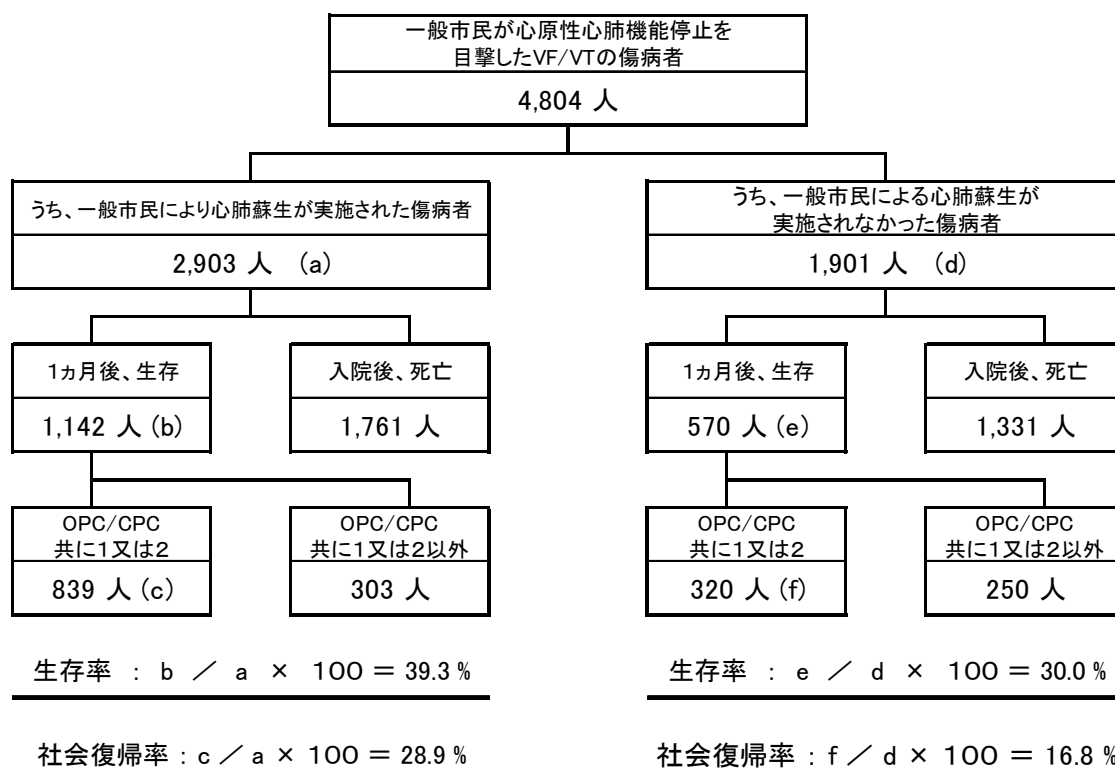 一般市民が心原性心肺機能停止を
目撃したVF/VTの傷病者
4,804 人
うち、一般市民により心肺蘇生が実施された傷病者
2,903 人 (a)
うち、一般市民による心肺蘇生が
実施されなかった傷病者
1,901 人 (d)
1ヵ月後、生存
1,142 人 (b)
入院後、死亡
1,761 人
1ヵ月後、生存
570 人 (e)
入院後、死亡
1,331 人
OPC/CPC
共に1又は2
839 人 (c)
OPC/CPC
共に1又は2以外
303 人
OPC/CPC
共に1又は2
320 人 (f)
OPC/CPC
共に1又は2以外
250 人
生存率 : b / a × 100 = 39.3 %
生存率 : e / d × 100 = 30.0 %
社会復帰率 : c / a × 100 = 28.9 %
社会復帰率 : f / d × 100 = 16.8 %